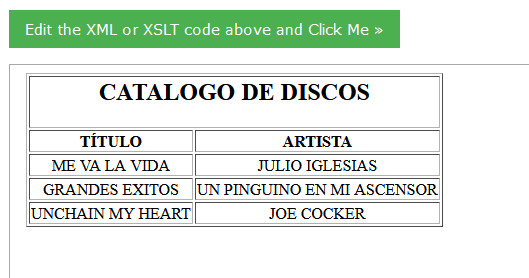 Edit the XML or XSLT code above and Click Me »
CATALOGO DE DISCOS
TÍTULO ARTISTA
ME VA LA VIDA JULIO IGLESIAS
GRANDES EXITOS UN PINGUINO EN MI ASCENSOR
UNCHAIN MY HEART JOE COCKER